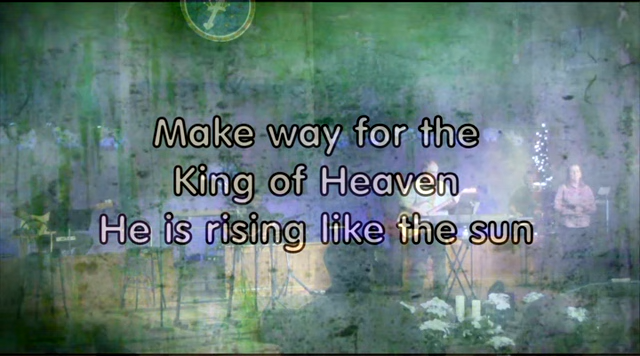 Make way for the
King of Heaven
He is rising like the sun